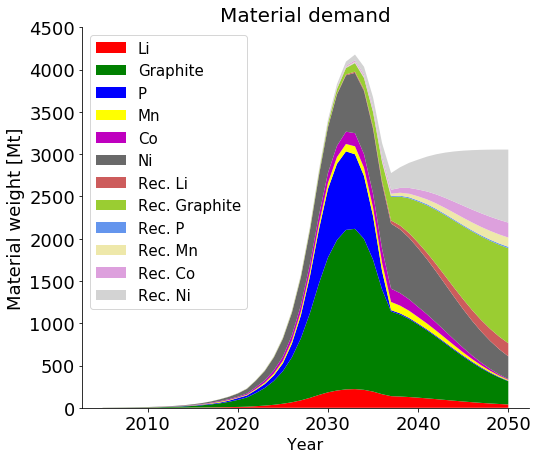 Material demand
4500
4000
3500
3000
2500
2000
1500
1000
500
0
Material weight [Mt]
Li
Graphite
P
Mn
Co
Ni
Rec. Li
Rec. Graphite
Rec. P
Rec. Mn
Rec. Co
Rec. Ni
2010 2020 2030 2040 2050
Year